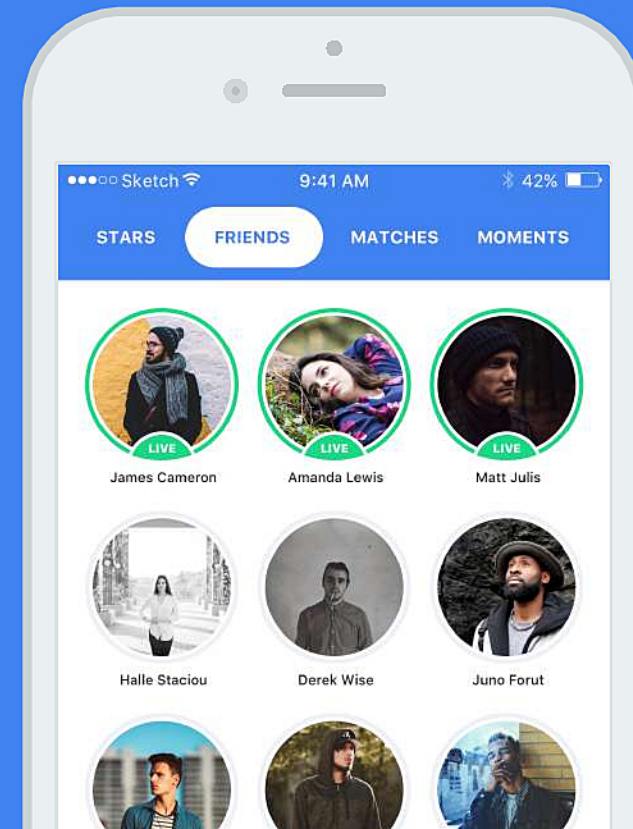 Sketch 9:41 AM 42%
STARS FRIENDS MATCHES MOMENTS
LIVE LIVE LIVE
James Cameron Amanda Lewis Matt Julis
Halle Staciou Derek Wise Juno Forut